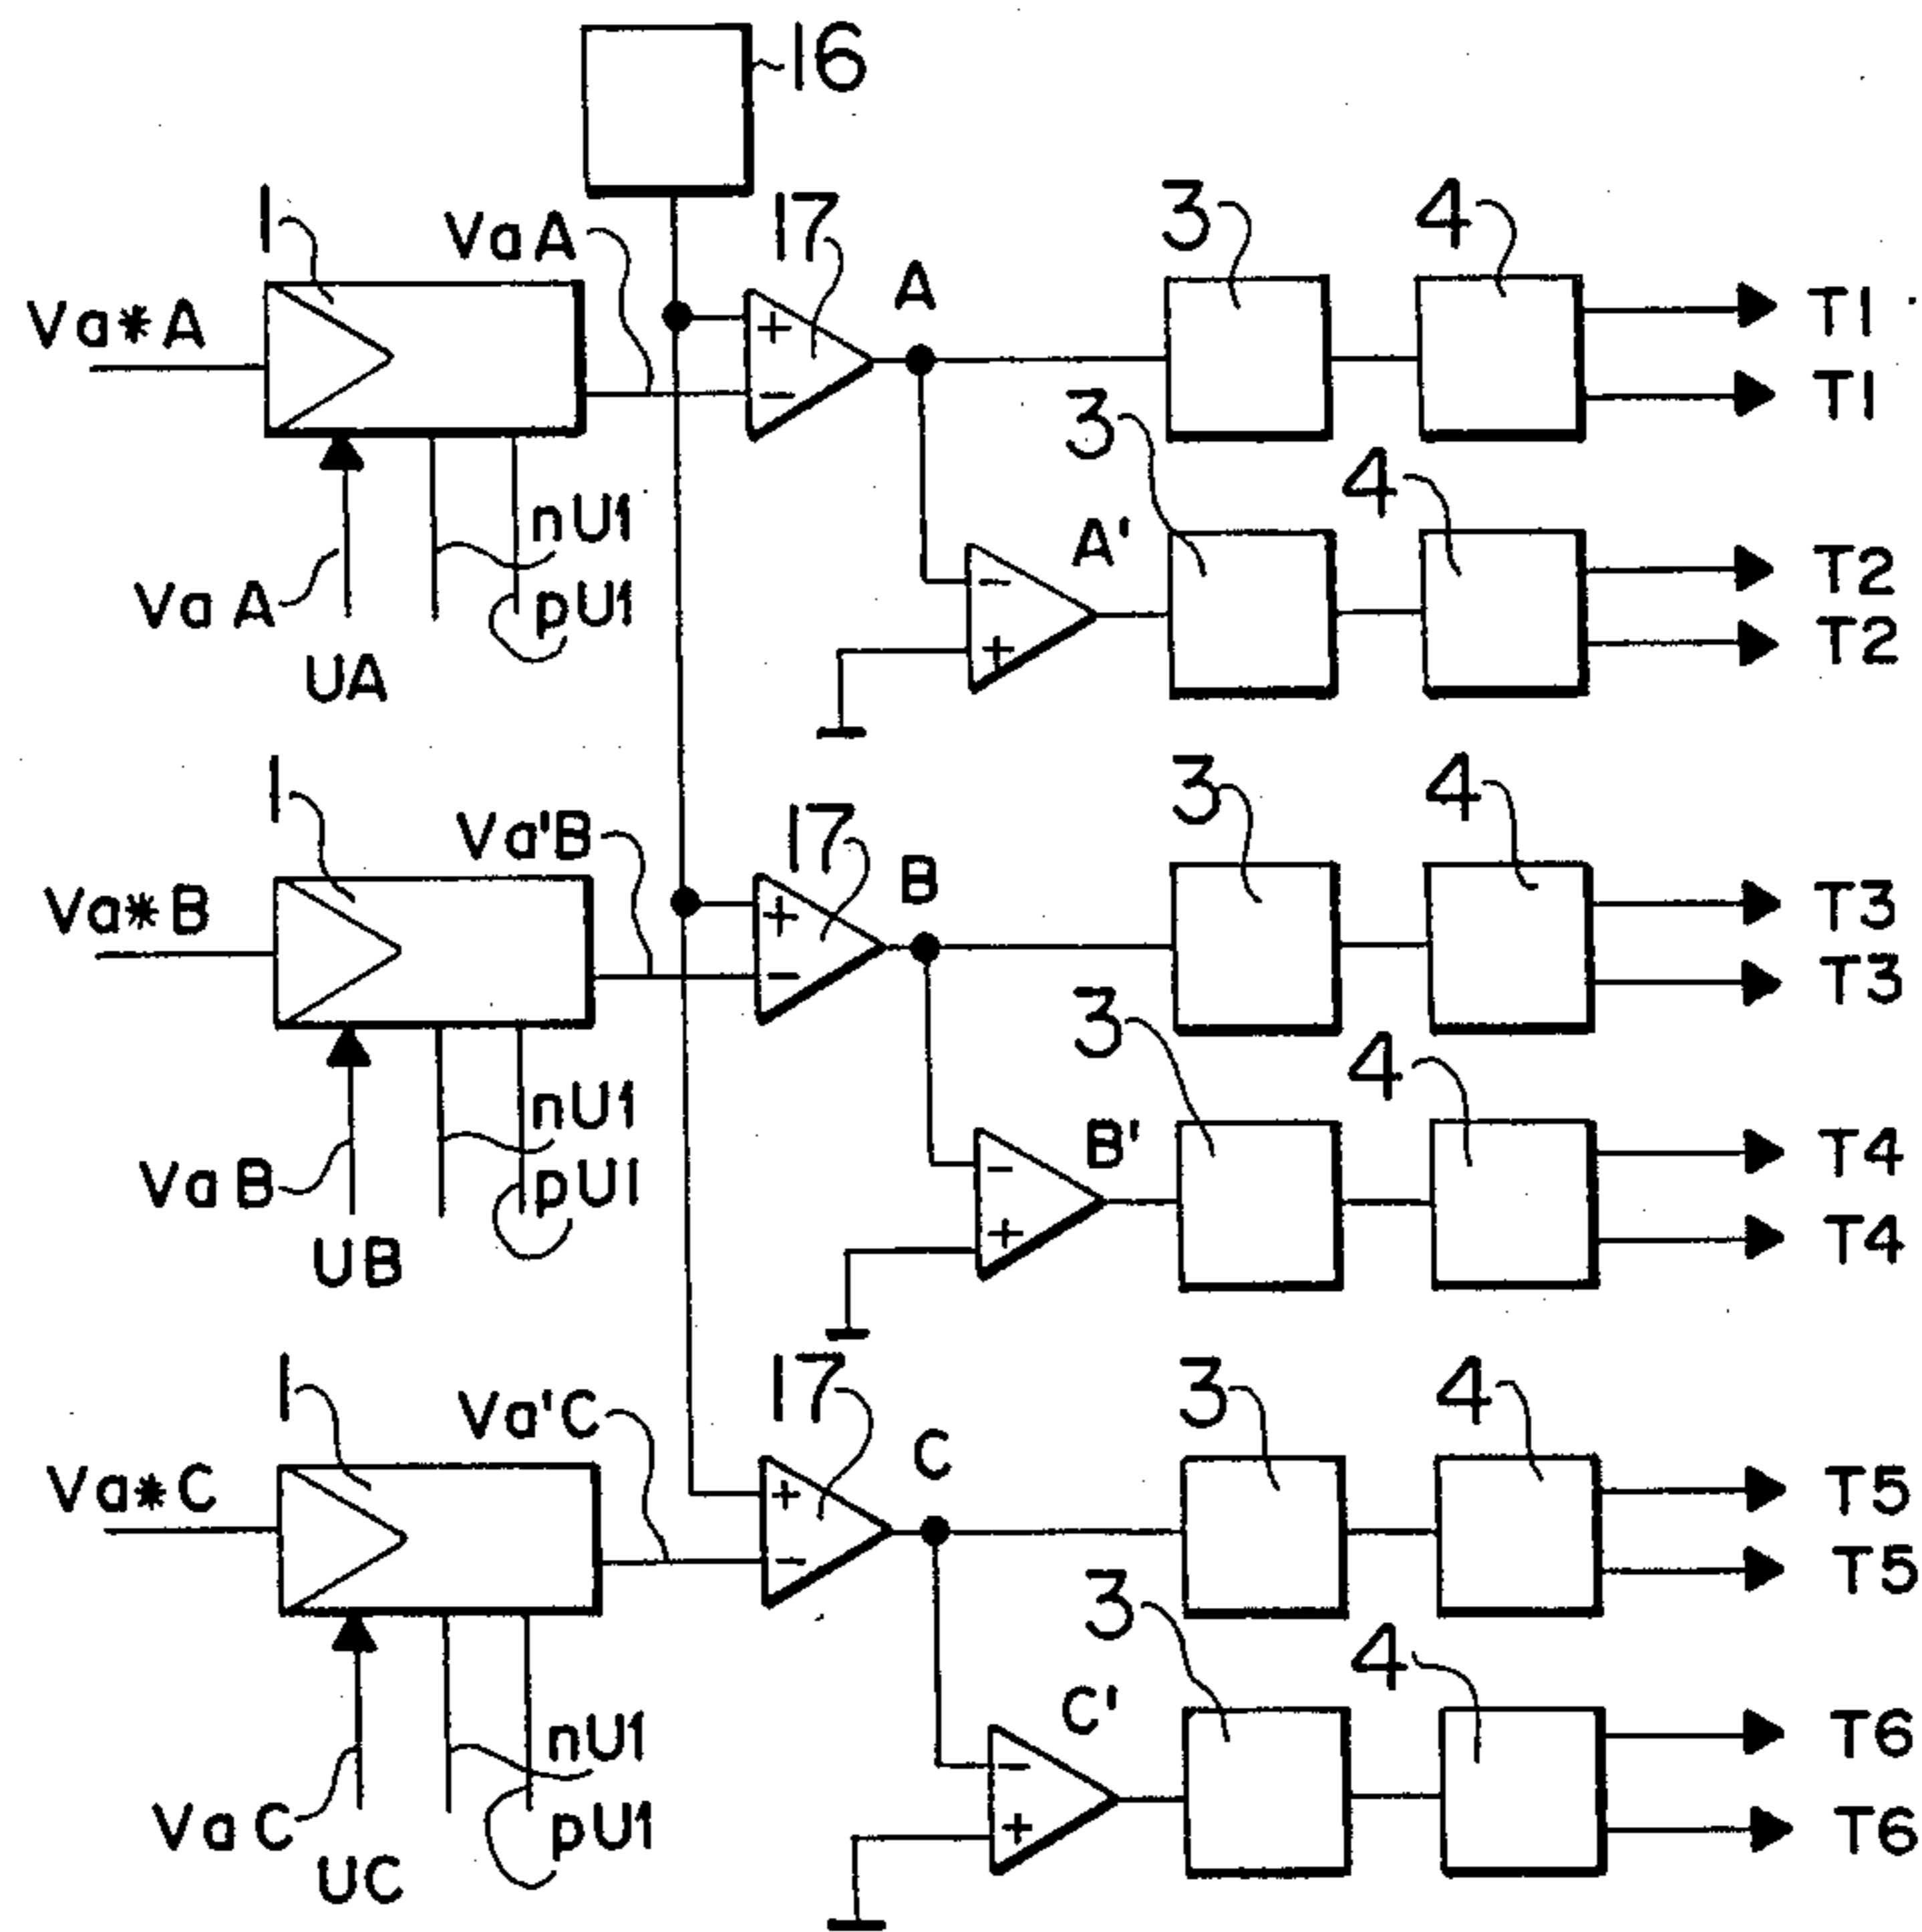 16
1 VaA 17 A 3 4
Va*A T1
T1
3 4
nU1 A' T2
VaA pU1 T2
UA
1 Va'B 17 B 3 4
Va*B T3
T3
3 4
nU1 B' T4
VaB pU1 T4
UB
1 Va'C 17 C 3 4
Va*C T5
T5
3 4
nU1 C' T6
VaC pU1 T6
UC